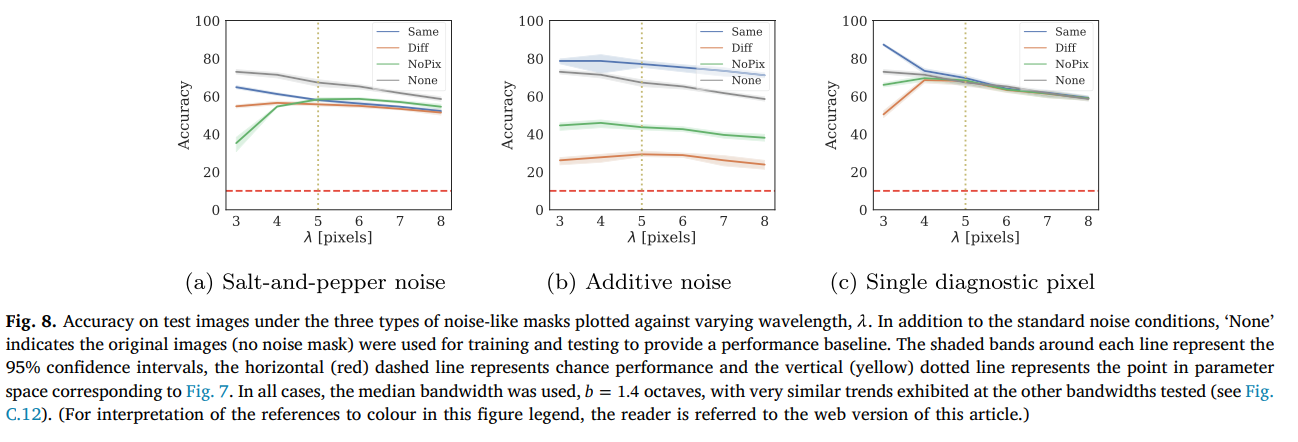 100
80
60
40
20
0
Accuracy
3 4 5 6 7 8
λ [pixels]
Same
Diff
NoPix
None
(a) Salt-and-pepper noise
100
80
60
40
20
0
Accuracy
3 4 5 6 7 8
λ [pixels]
Same
Diff
NoPix
None
(b) Additive noise
100
80
60
40
20
0
Accuracy
3 4 5 6 7 8
λ [pixels]
Same
Diff
NoPix
None
(c) Single diagnostic pixel
Fig. 8. Accuracy on test images under the three types of noise-like masks plotted against varying wavelength, λ. In addition to the standard noise conditions, ‘None’
indicates the original images (no noise mask) were used for training and testing to provide a performance baseline. The shaded bands around each line represent the
95% confidence intervals, the horizontal (red) dashed line represents chance performance and the vertical (yellow) dotted line represents the point in parameter
space corresponding to Fig. 7. In all cases, the median bandwidth was used, b = 1.4 octaves, with very similar trends exhibited at the other bandwidths tested (see Fig.
C.12). (For interpretation of the references to colour in this figure legend, the reader is referred to the web version of this article.)